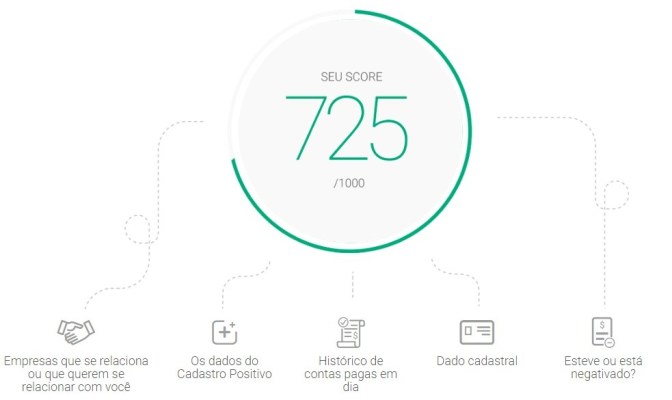 SEU SCORE
725
/1000
Empresas que se relaciona
ou que querem se
relacionar com você
Os dados do
Cadastro Positivo
Histórico de
contas pagas em
dia
Dado cadastral
Esteve ou está
negativado?